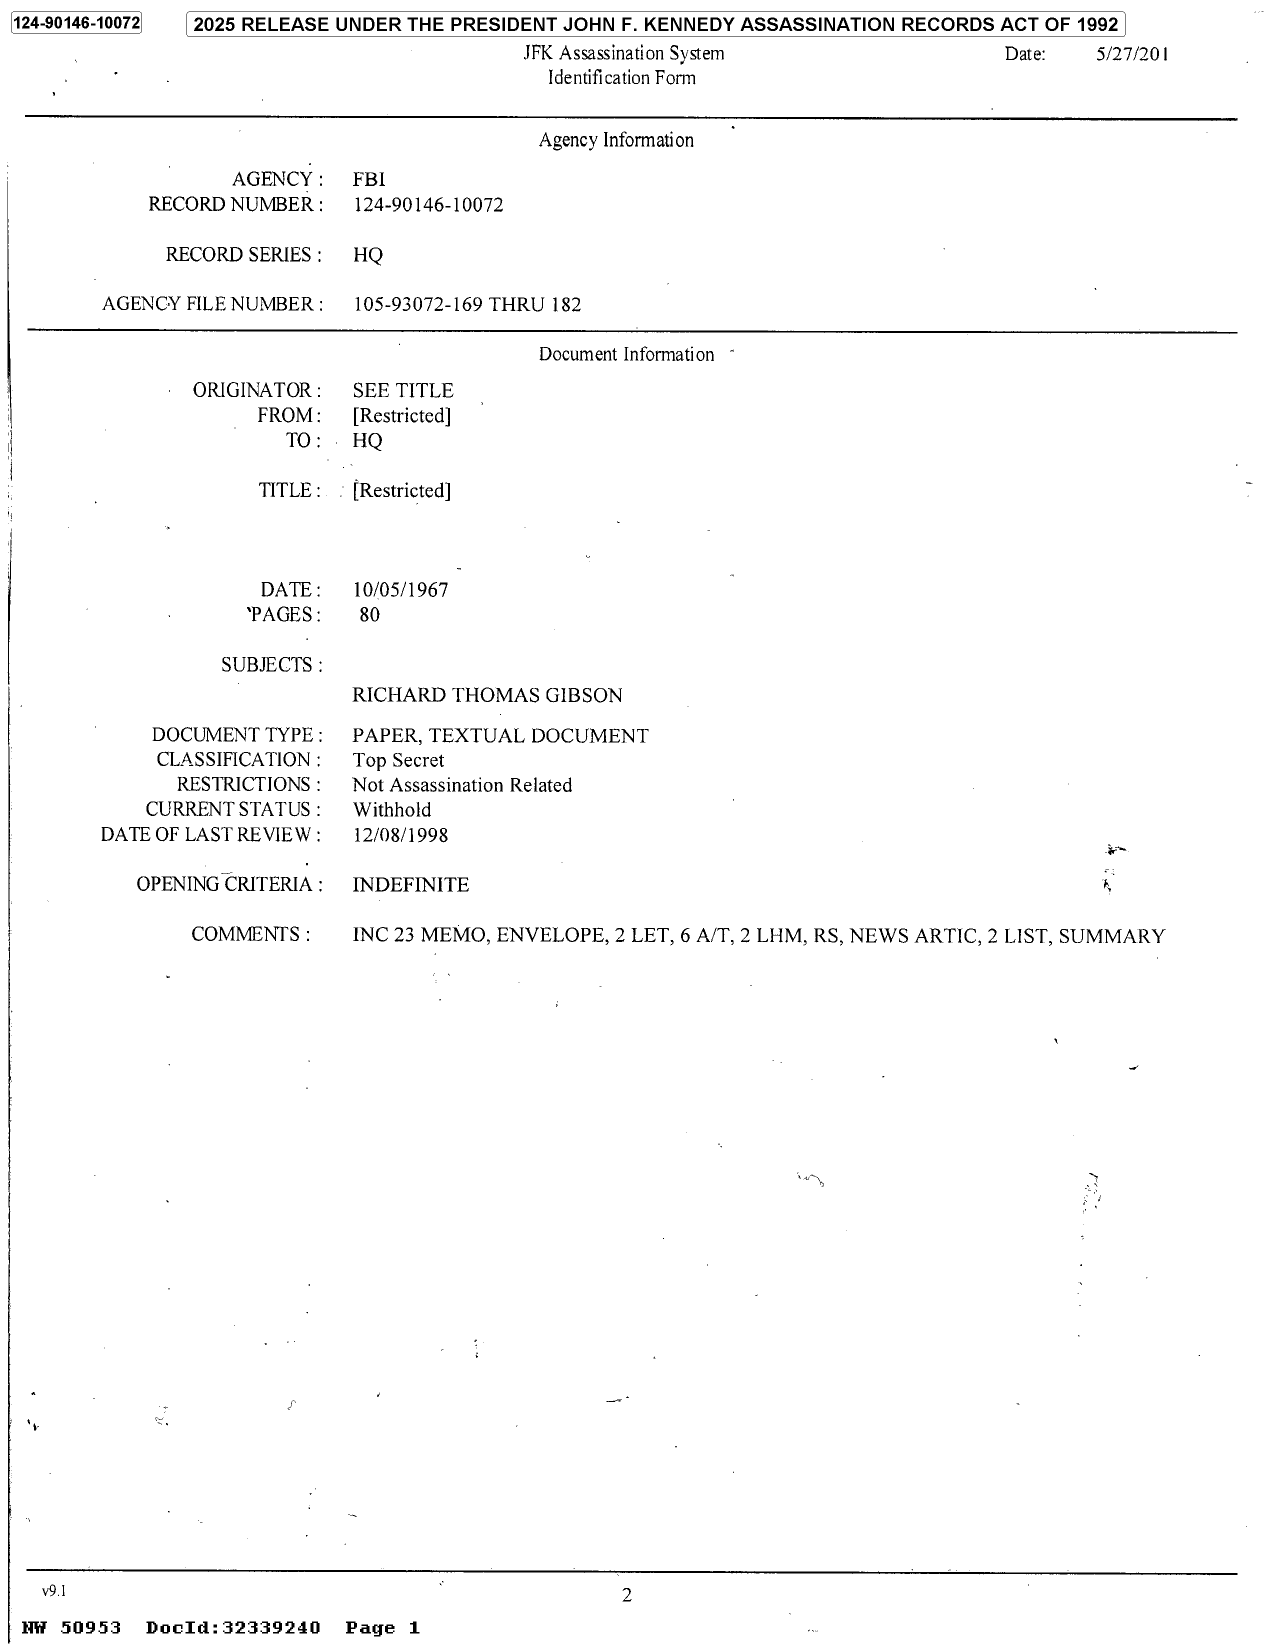 124-90146-10072 2025 RELEASE UNDER THE PRESIDENT JOHN F. KENNEDY ASSASSINATION RECORDS ACT OF 1992
JFK Assassination System Date: 5/27/201
Identification Form
Agency Information
AGENCY : FBI
RECORD NUMBER : 124-90146-10072
RECORD SERIES : HQ
AGENCY FILE NUMBER : 105-93072-169 THRU 182
Document Information
ORIGINATOR : SEE TITLE
FROM : [Restricted]
TO : HQ
TITLE : [Restricted]
DATE : 10/05/1967
PAGES : 80
SUBJECTS :
RICHARD THOMAS GIBSON
DOCUMENT TYPE : PAPER, TEXTUAL DOCUMENT
CLASSIFICATION : Top Secret
RESTRICTIONS : Not Assassination Related
CURRENT STATUS : Withhold
DATE OF LAST REVIEW : 12/08/1998
OPENING CRITERIA : INDEFINITE
COMMENTS : INC 23 MEMO, ENVELOPE, 2 LET, 6 A/T, 2 LHM, RS, NEWS ARTIC, 2 LIST, SUMMARY
v9.1 2
NW 50953 DocId:32339240 Page 1